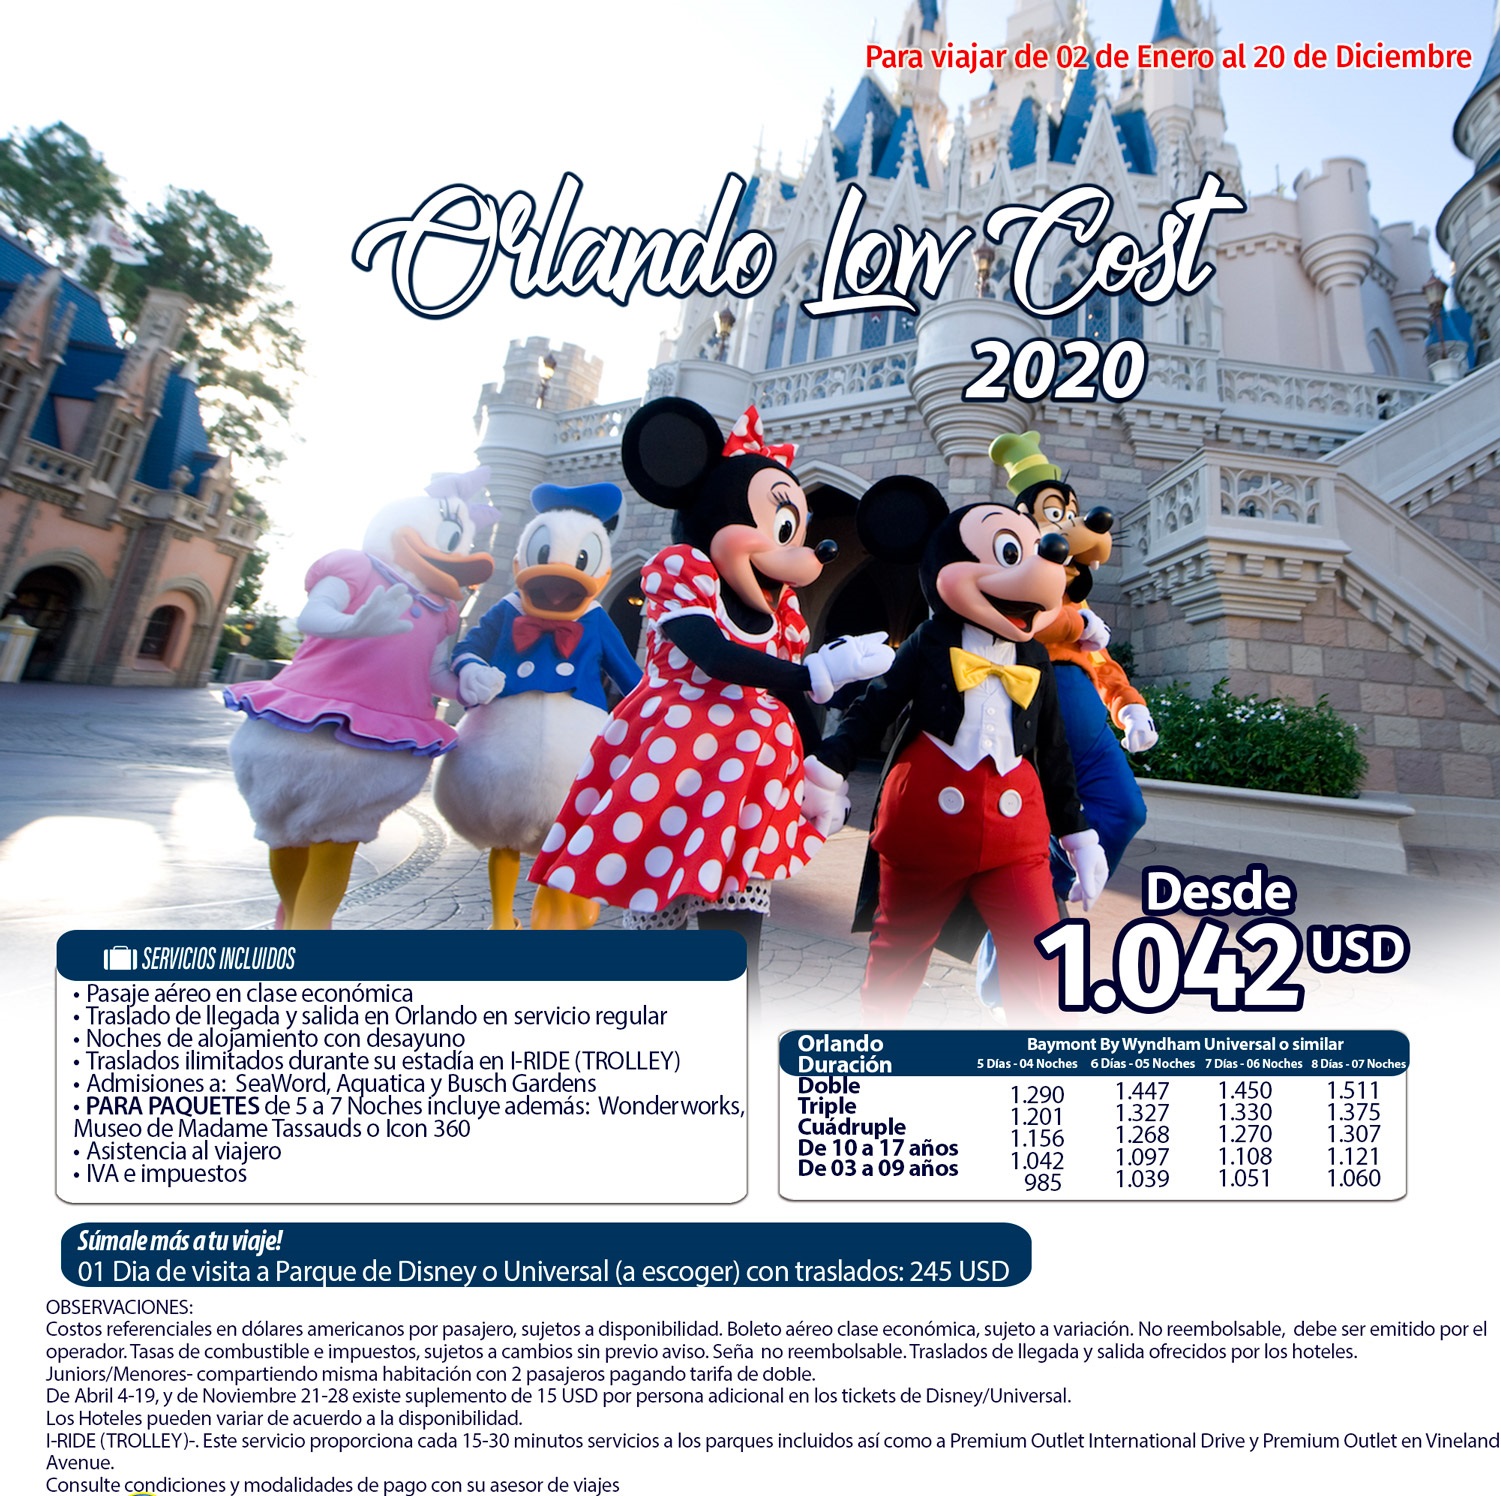 Para viajar de 02 de Enero al 20 de Diciembre
Orlando Low Cost
2020
Desde
1.042 USD
SERVICIOS INCLUIDOS
• Pasaje aéreo en clase económica
• Traslado de llegada y salida en Orlando en servicio regular
• Noches de alojamiento con desayuno
• Traslados ilimitados durante su estadía en I-RIDE (TROLLEY)
• Admisiones a: SeaWord, Aquatica y Busch Gardens
• PARA PAQUETES de 5 a 7 Noches incluye además: Wonderworks,
Museo de Madame Tassauds o Icon 360
• Asistencia al viajero
• IVA e impuestos
Orlando Baymont By Wyndham Universal o similar
Duración 5 Días - 04 Noches 6 Días - 05 Noches 7 Días - 06 Noches 8 Días - 07 Noches
Doble 1.290 1.447 1.450 1.511
Triple 1.201 1.327 1.330 1.375
Cuádruple 1.156 1.268 1.270 1.307
De 10 a 17 años 1.042 1.097 1.108 1.121
De 03 a 09 años 985 1.039 1.051 1.060
Súmale más a tu viaje!
01 Dia de visita a Parque de Disney o Universal (a escoger) con traslados: 245 USD
OBSERVACIONES:
Costos referenciales en dólares americanos por pasajero, sujetos a disponibilidad. Boleto aéreo clase económica, sujeto a variación. No reembolsable, debe ser emitido por el
operador. Tasas de combustible e impuestos, sujetos a cambios sin previo aviso. Seña no reembolsable. Traslados de llegada y salida ofrecidos por los hoteles.
Juniors/Menores- compartiendo misma habitación con 2 pasajeros pagando tarifa de doble.
De Abril 4-19, y de Noviembre 21-28 existe suplemento de 15 USD por persona adicional en los tickets de Disney/Universal.
Los Hoteles pueden variar de acuerdo a la disponibilidad.
I-RIDE (TROLLEY)-. Este servicio proporciona cada 15-30 minutos servicios a los parques incluidos así como a Premium Outlet International Drive y Premium Outlet en Vineland
Avenue.
Consulte condiciones y modalidades de pago con su asesor de viajes